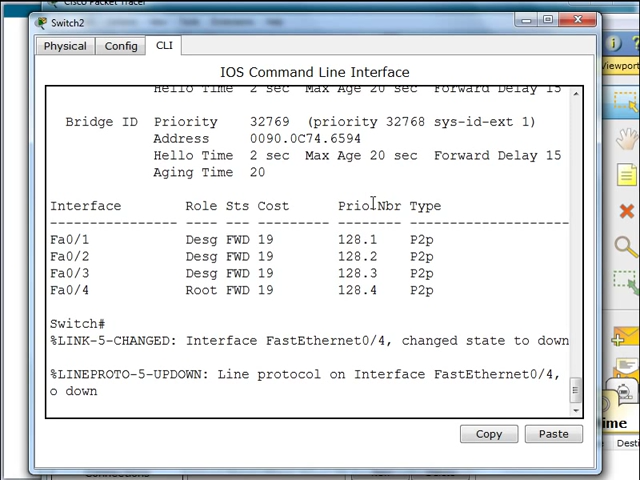 Cisco Packet Tracer
Switch2
Physical Config CLI
IOS Command Line Interface
Hello Time 2 sec Max Age 20 sec Forward Delay 15
Bridge ID Priority 32769 (priority 32768 sys-id-ext 1)
Address 0090.0C74.6594
Hello Time 2 sec Max Age 20 sec Forward Delay 15
Aging Time 20
Interface Role Sts Cost Prio.Nbr Type
---------------- ---- --- --------- -------- --------------------------------
Fa0/1 Desg FWD 19 128.1 P2p
Fa0/2 Desg FWD 19 128.2 P2p
Fa0/3 Desg FWD 19 128.3 P2p
Fa0/4 Root FWD 19 128.4 P2p
Switch#
%LINK-5-CHANGED: Interface FastEthernet0/4, changed state to down
%LINEPROTO-5-UPDOWN: Line protocol on Interface FastEthernet0/4,
o down
Copy Paste
Viewport
ime
Desti
Connections